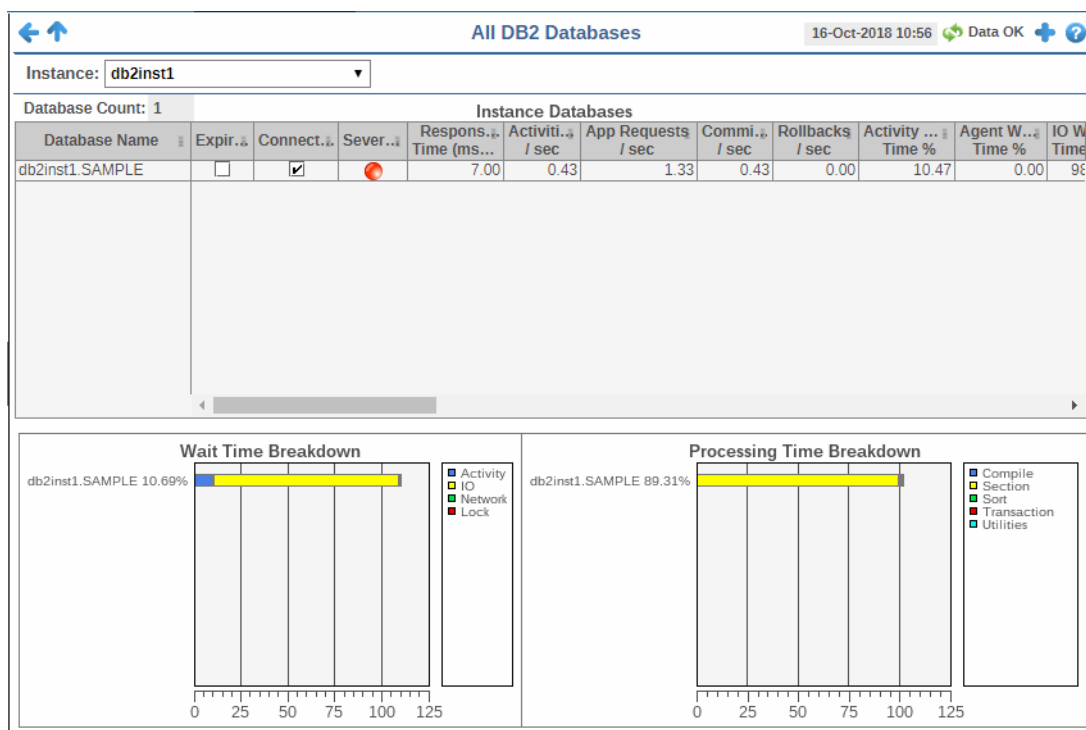 All DB2 Databases
16-Oct-2018 10:56 Data OK
Instance: db2inst1
Database Count: 1
Instance Databases
Database Name Expir.. Connect.. Sever.. Respons.. Time (ms... Activiti.. / sec App Requests / sec Commi.. / sec Rollbacks / sec Activity ... Time % Agent W... Time % IO W Time
db2inst1.SAMPLE 7.00 0.43 1.33 0.43 0.00 10.47 0.00 98
Wait Time Breakdown
db2inst1.SAMPLE 10.69%
Activity
IO
Network
Lock
0 25 50 75 100 125
Processing Time Breakdown
db2inst1.SAMPLE 89.31%
Compile
Section
Sort
Transaction
Utilities
0 25 50 75 100 125